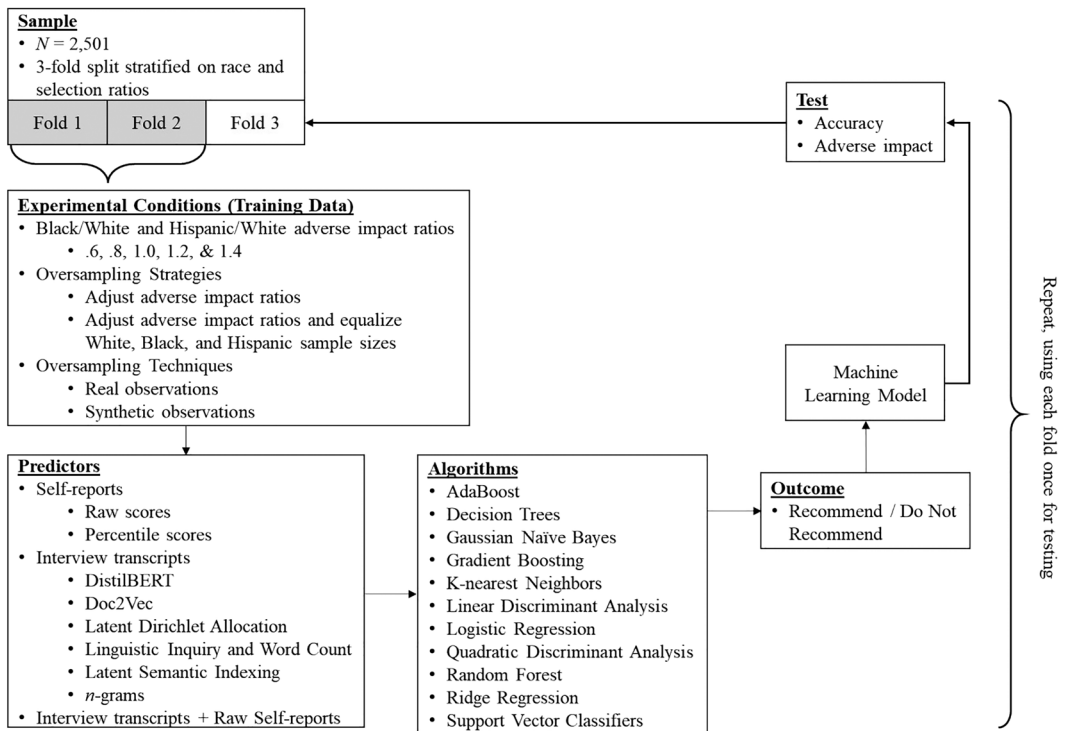 Sample
• N = 2,501
• 3-fold split stratified on race and
selection ratios
Fold 1
Fold 2
Fold 3
Test
• Accuracy
• Adverse impact
Experimental Conditions (Training Data)
• Black/White and Hispanic/White adverse impact ratios
• .6, .8, 1.0, 1.2, & 1.4
• Oversampling Strategies
• Adjust adverse impact ratios
• Adjust adverse impact ratios and equalize
White, Black, and Hispanic sample sizes
• Oversampling Techniques
• Real observations
• Synthetic observations
Machine
Learning Model
Predictors
• Self-reports
• Raw scores
• Percentile scores
• Interview transcripts
• DistilBERT
• Doc2Vec
• Latent Dirichlet Allocation
• Linguistic Inquiry and Word Count
• Latent Semantic Indexing
• n-grams
• Interview transcripts + Raw Self-reports
Algorithms
• AdaBoost
• Decision Trees
• Gaussian Naïve Bayes
• Gradient Boosting
• K-nearest Neighbors
• Linear Discriminant Analysis
• Logistic Regression
• Quadratic Discriminant Analysis
• Random Forest
• Ridge Regression
• Support Vector Classifiers
Outcome
• Recommend / Do Not
Recommend
Repeat, using each fold once for testing